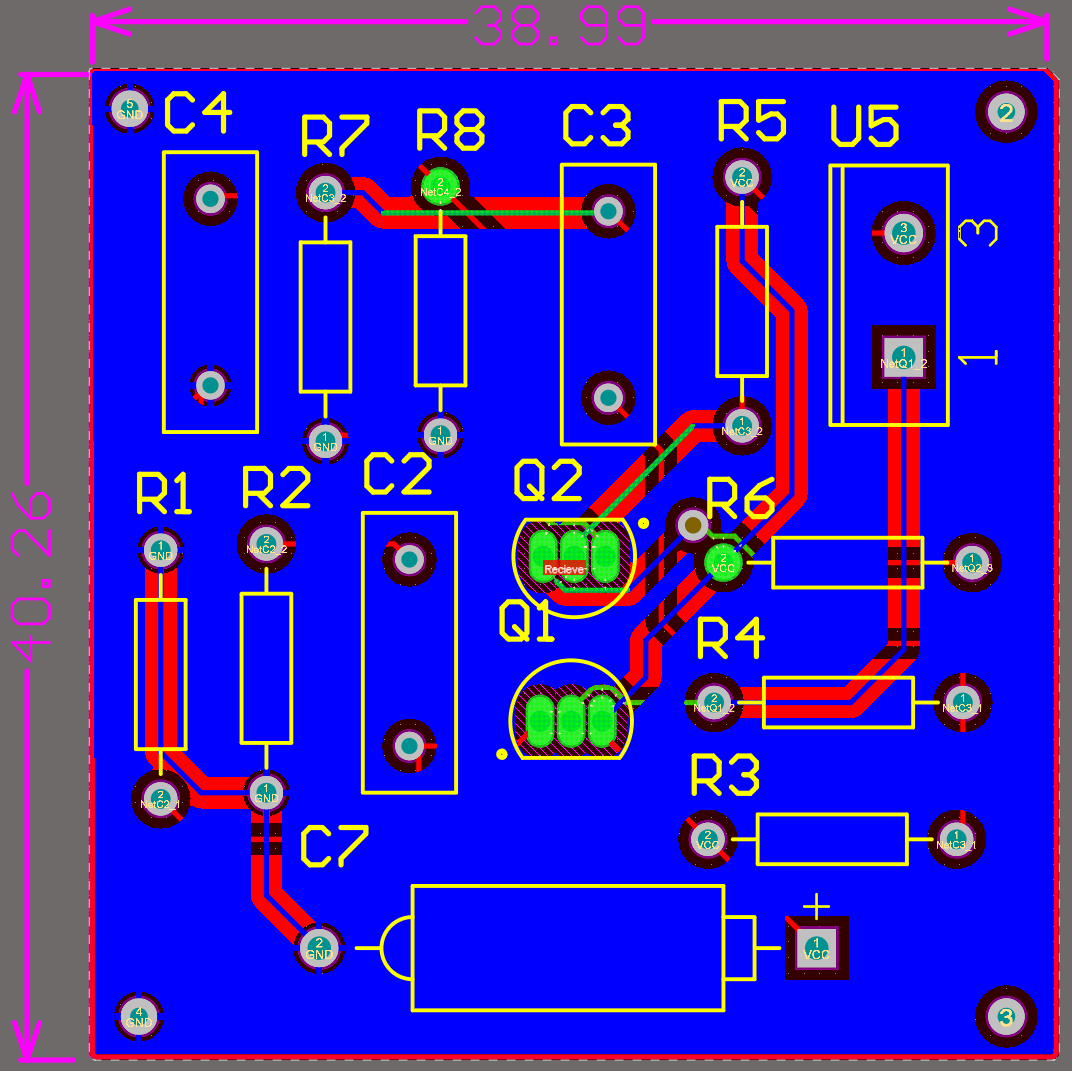 38.99
40.26
5
GND
C4
R7
R8
C3
R5
U5
2
2
NetC3_2
2
NetC4_2
2
VCC
3
VCC
3
1
NetQ1_2
1
1
GND
1
GND
1
NetC3_2
R1
R2
C2
Q2
R6
1
GND
2
NetC2_2
Recieve
2
VCC
1
NetQ2_3
Q1
R4
2
NetQ1_2
1
NetC3_1
R3
2
NetC2_1
1
GND
2
VCC
1
NetC3_1
C7
+
2
GND
1
VCC
4
GND
3